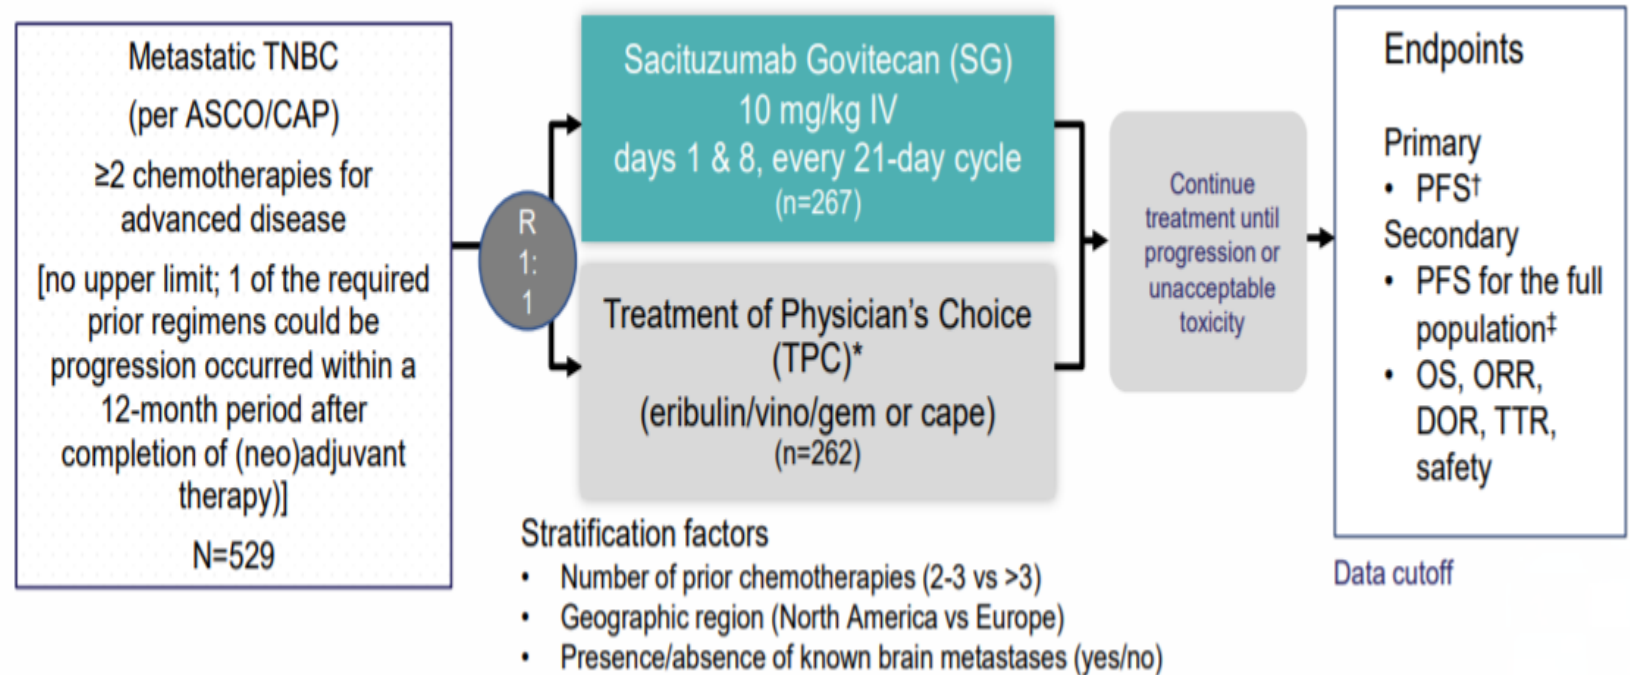 Metastatic TNBC
(per ASCO/CAP)
≥2 chemotherapies for
advanced disease
[no upper limit; 1 of the required
prior regimens could be
progression occurred within a
12-month period after
completion of (neo)adjuvant
therapy)]
N=529
R
1:
1
Sacituzumab Govitecan (SG)
10 mg/kg IV
days 1 & 8, every 21-day cycle
(n=267)
Treatment of Physician’s Choice
(TPC)*
(eribulin/vino/gem or cape)
(n=262)
Stratification factors
• Number of prior chemotherapies (2-3 vs >3)
• Geographic region (North America vs Europe)
• Presence/absence of known brain metastases (yes/no)
Continue
treatment until
progression or
unacceptable
toxicity
Endpoints
Primary
• PFS†
Secondary
• PFS for the full
population‡
• OS, ORR,
DOR, TTR,
safety
Data cutoff